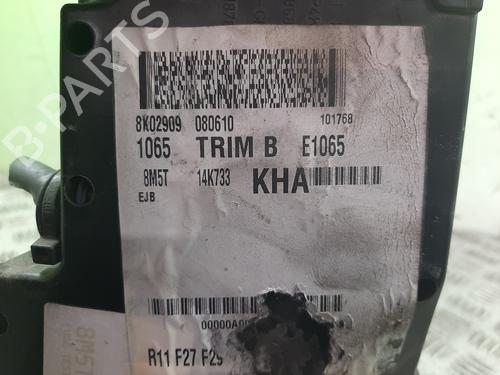 8K02909 080610 101768
1065 TRIM B E1065
8M5T 14K733 KHA
EJB
R11 F27 F29
B-PARTS